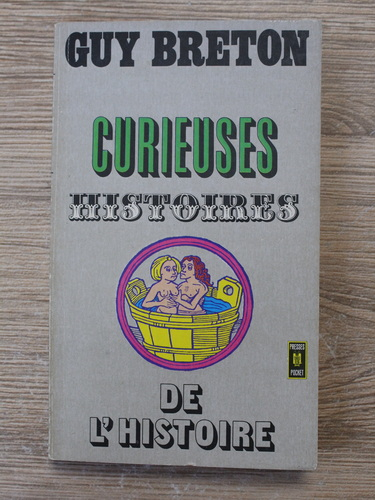 GUY BRETON
CURIEUSES
HISTOIRES
PRESSES
POCKET
DE
L'HISTOIRE